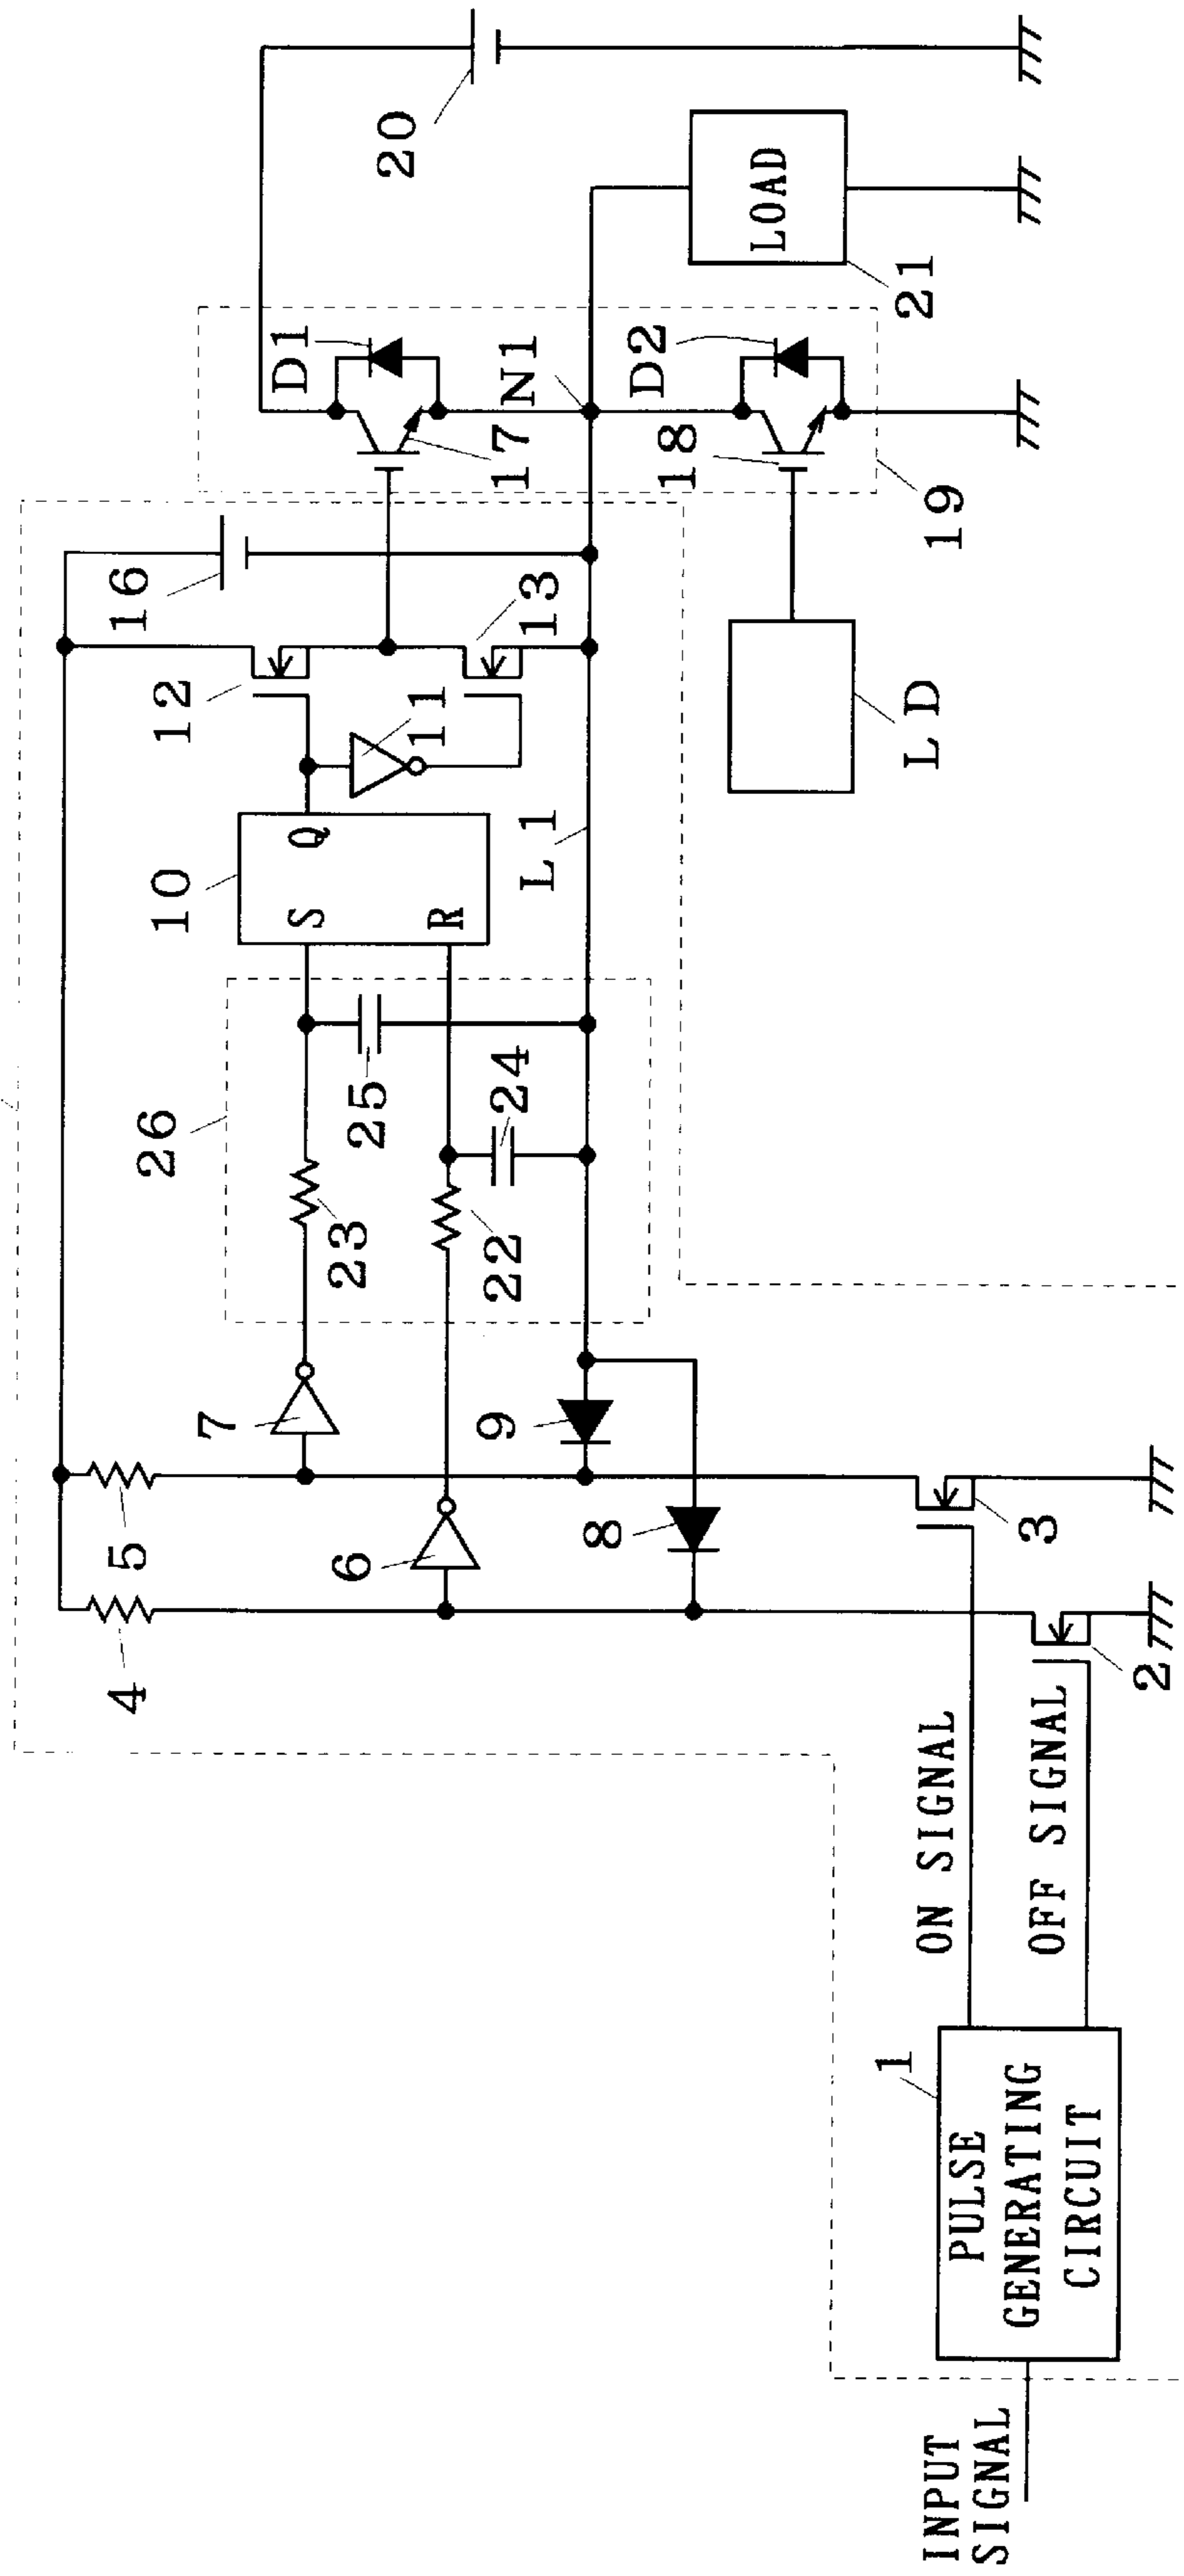 INPUT
SIGNAL
1
PULSE
GENERATING
CIRCUIT
ON SIGNAL
OFF SIGNAL
2
3
4
5
6
7
8
9
26
23
22
25
24
10
S
Q
R
L1
11
12
13
16
17
D1
N1
18
D2
19
LD
20
LOAD
21